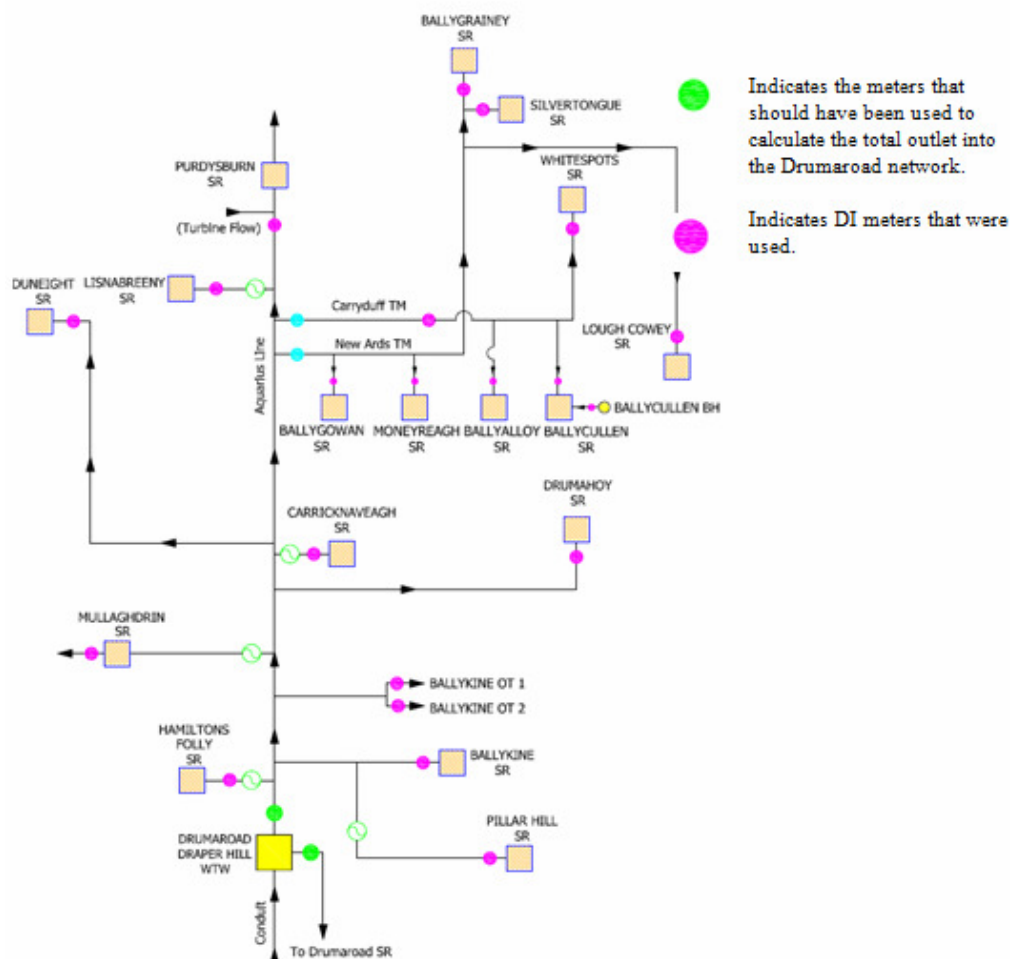 BALLYGRAINEY
SR
SILVERTONGUE
SR
WHITESPOTS
SR
PURDYSBURN
SR
(Turbine Flow)
DUNEIGHT
SR
LISNABREENY
SR
Carryduff TM
New Ards TM
LOUGH COWEY
SR
Aquarius Line
BALLYGOWAN
SR
MONEYREAGH
SR
BALLYALLOY
SR
BALLYCULLEN
SR
BALLYCULLEN BH
DRUMAHOY
SR
CARRICKNAVEAGH
SR
MULLAGHDRIN
SR
BALLYKINE OT 1
BALLYKINE OT 2
HAMILTONS
FOLLY
SR
BALLYKINE
SR
PILLAR HILL
SR
DRUMAROAD
DRAPER HILL
WTW
Conduit
To Drumaroad SR
Indicates the meters that
should have been used to
calculate the total outlet into
the Drumaroad network.
Indicates DI meters that were
used.